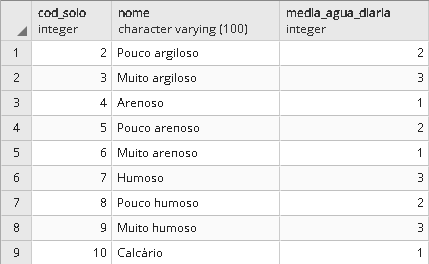 cod_solo nome media_agua_diaria
integer character varying (100) integer
1 2 Pouco argiloso 2
2 3 Muito argiloso 3
3 4 Arenoso 1
4 5 Pouco arenoso 2
5 6 Muito arenoso 1
6 7 Humoso 3
7 8 Pouco humoso 2
8 9 Muito humoso 3
9 10 Calcário 1